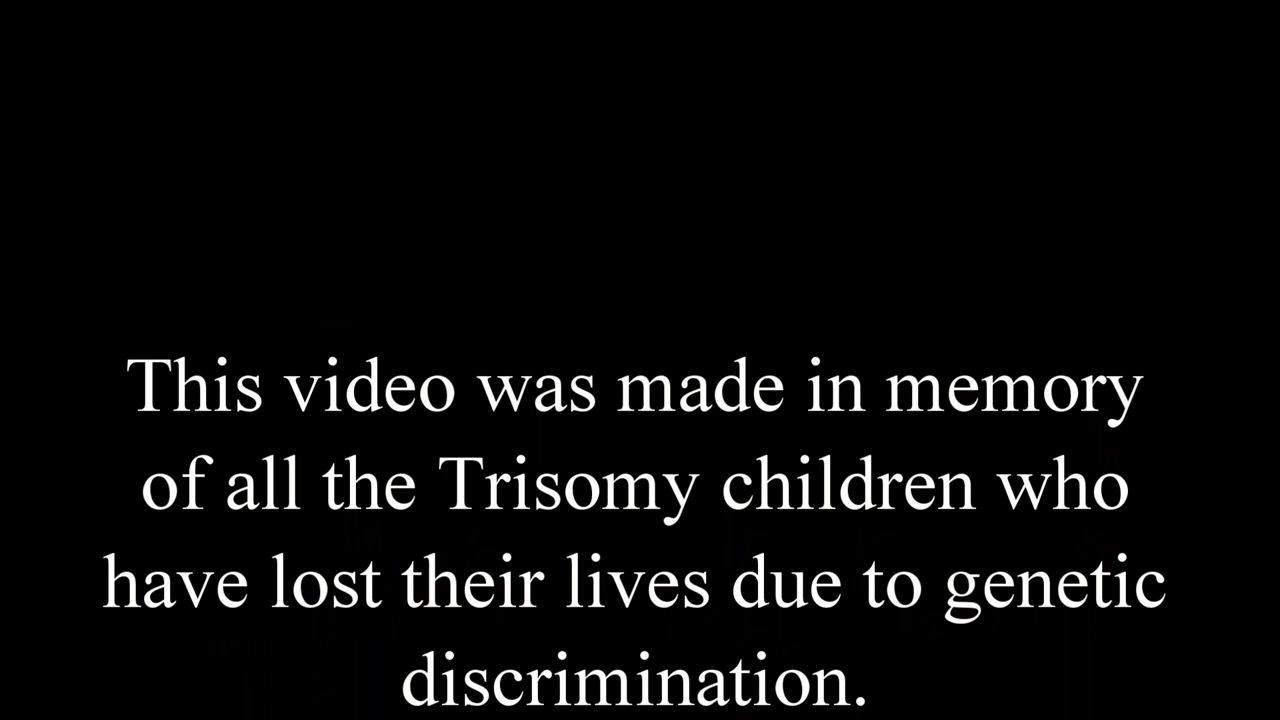 This video was made in memory
of all the Trisomy children who
have lost their lives due to genetic
discrimination.